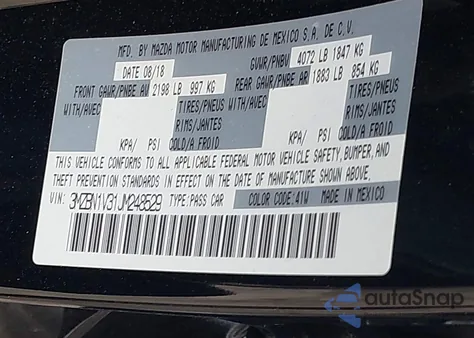 MFD. BY MAZDA MOTOR MANUFACTURING DE MEXICO S.A. DE C.V.
DATE 08/18 GVWR/PNBV 4072 LB 1847 KG
FRONT GAWR/PNBE AV 2198 LB 997 KG REAR GAWR/PNBE AR 1883 LB 854 KG
WITH/AVEC TIRES/PNEUS WITH/AVEC TIRES/PNEUS
RIMS/JANTES RIMS/JANTES
KPA/ PSI COLD/A FROID KPA/ PSI COLD/A FROID
THIS VEHICLE CONFORMS TO ALL APPLICABLE FEDERAL MOTOR VEHICLE SAFETY, BUMPER, AND
THEFT PREVENTION STANDARDS IN EFFECT ON THE DATE OF MANUFACTURE SHOWN ABOVE.
VIN: 3MZBN1V31JM248529 TYPE: PASS CAR COLOR CODE: 41W MADE IN MEXICO
autoSnap